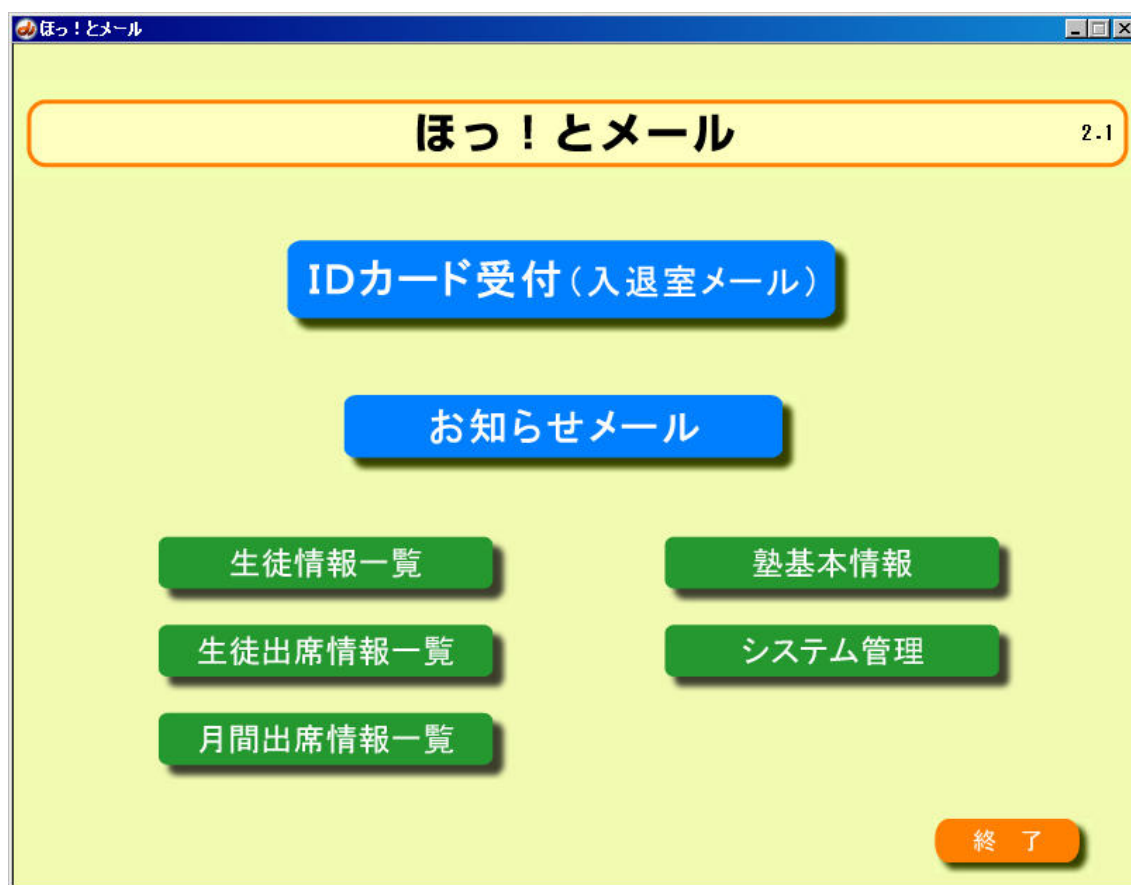 ほっ!とメール
ほっ!とメール 2.1
IDカード受付(入退室メール)
お知らせメール
生徒情報一覧
塾基本情報
生徒出席情報一覧
システム管理
月間出席情報一覧
終 了